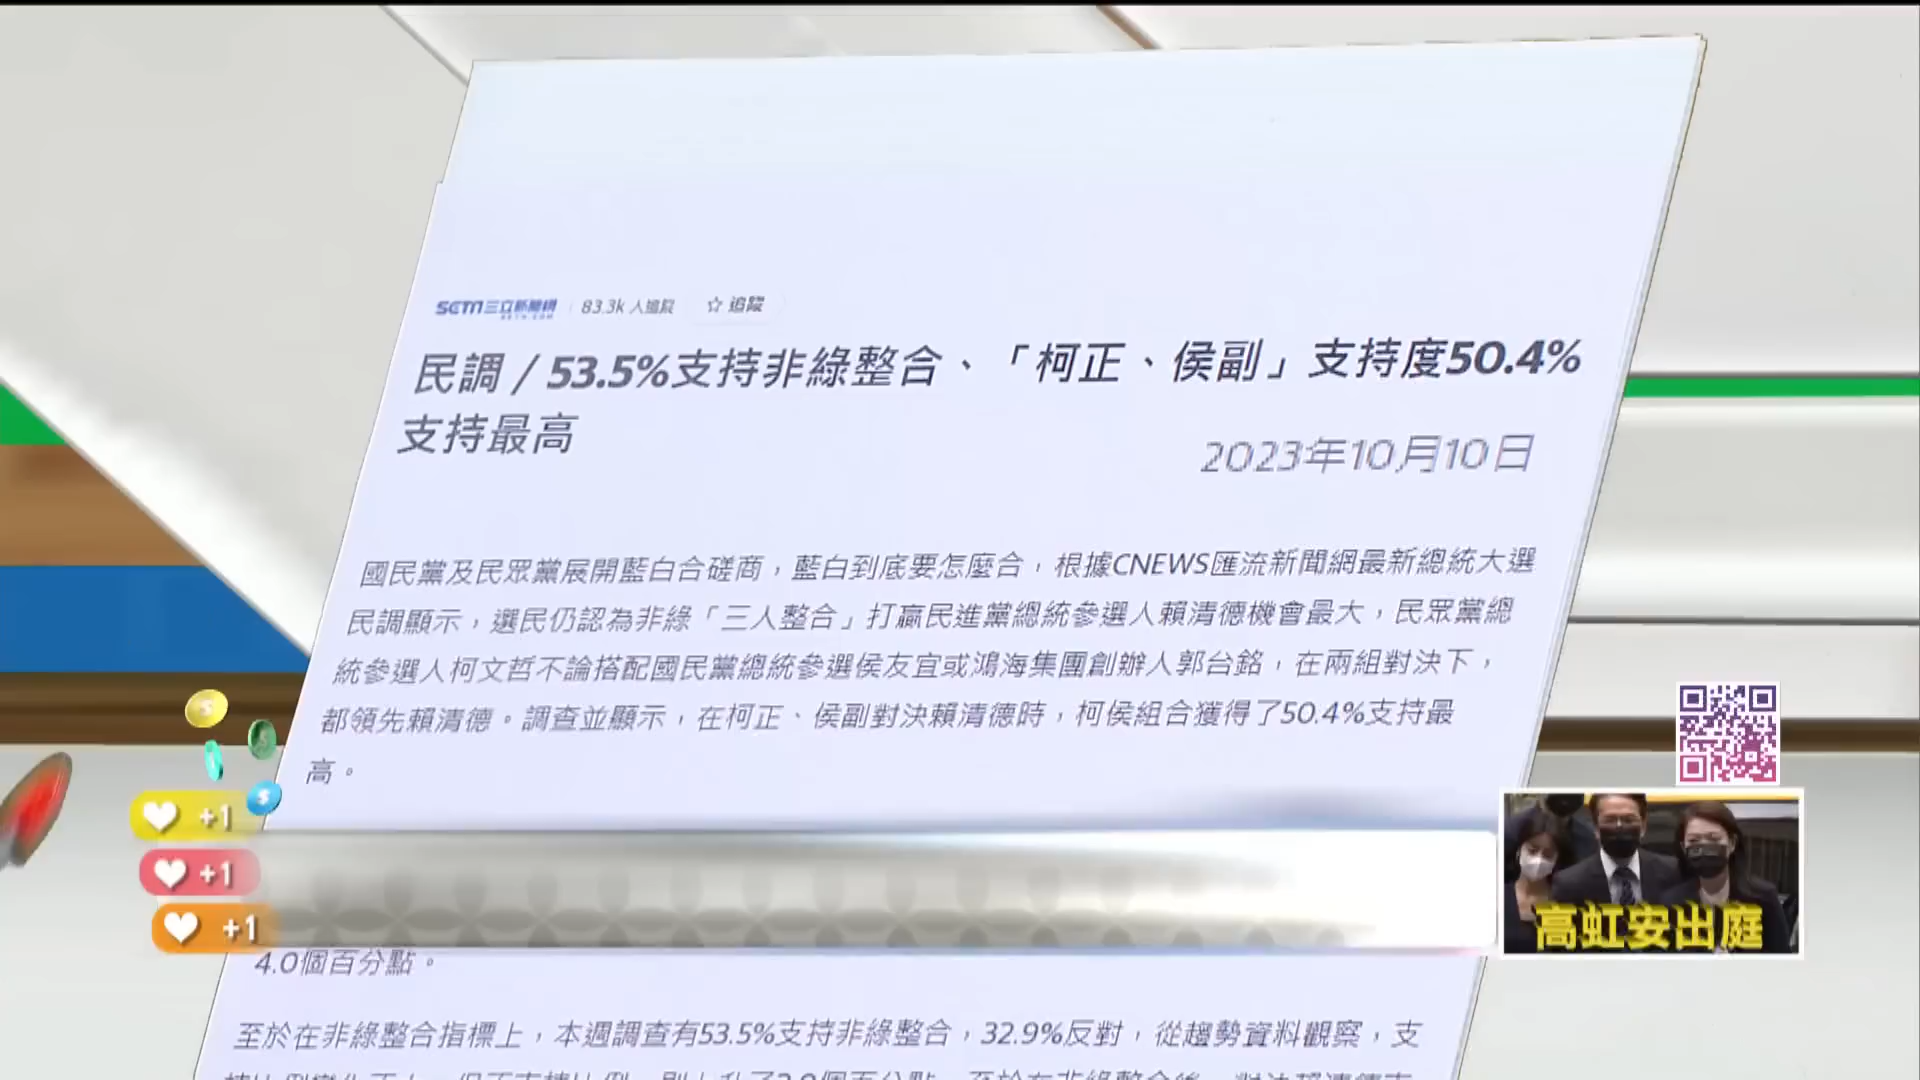 SETN三立新聞網 83.3k 人追蹤 ☆ 追蹤
SETN.COM
民調／53.5%支持非綠整合、「柯正、侯副」支持度50.4%
支持最高
2023年10月10日
國民黨及民眾黨展開藍白合磋商，藍白到底要怎麼合，根據CNEWS匯流新聞網最新總統大選
民調顯示，選民仍認為非綠「三人整合」打贏民進黨總統參選人賴清德機會最大，民眾黨總
統參選人柯文哲不論搭配國民黨總統參選侯友宜或鴻海集團創辦人郭台銘，在兩組對決下，
都領先賴清德。調查並顯示，在柯正、侯副對決賴清德時，柯侯組合獲得了50.4%支持最
高。
+1
+1
+1
高虹安出庭
4.0個百分點。
至於在非綠整合指標上，本週調查有53.5%支持非綠整合，32.9%反對，從趨勢資料觀察，支